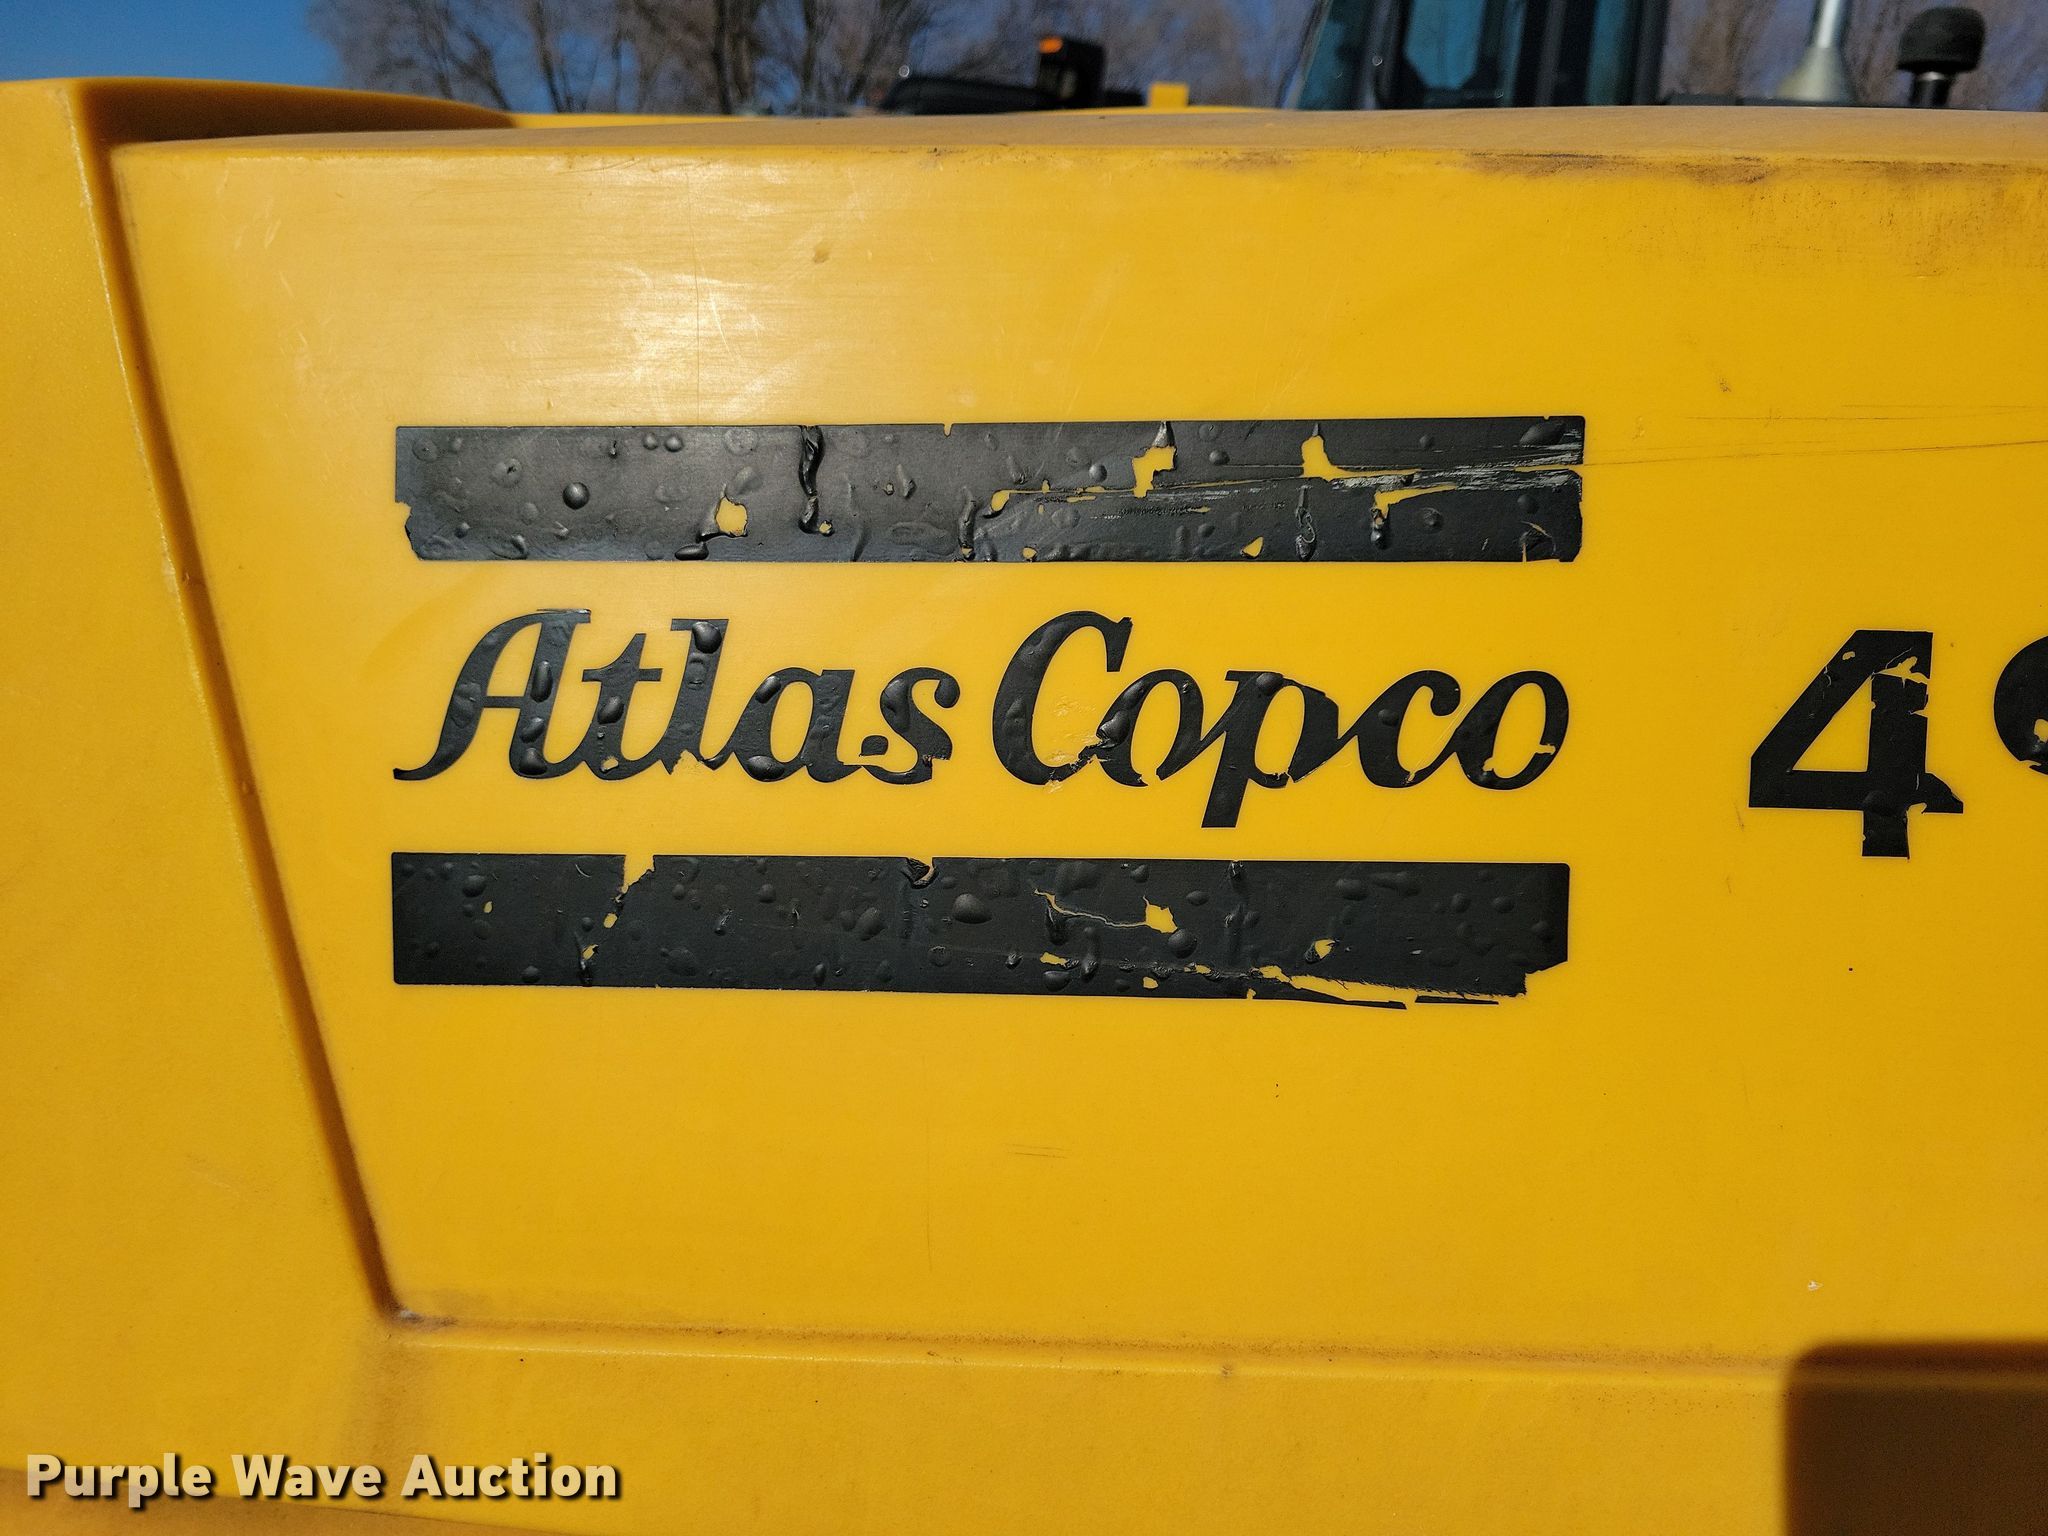 Atlas Copco 4
Purple Wave Auction